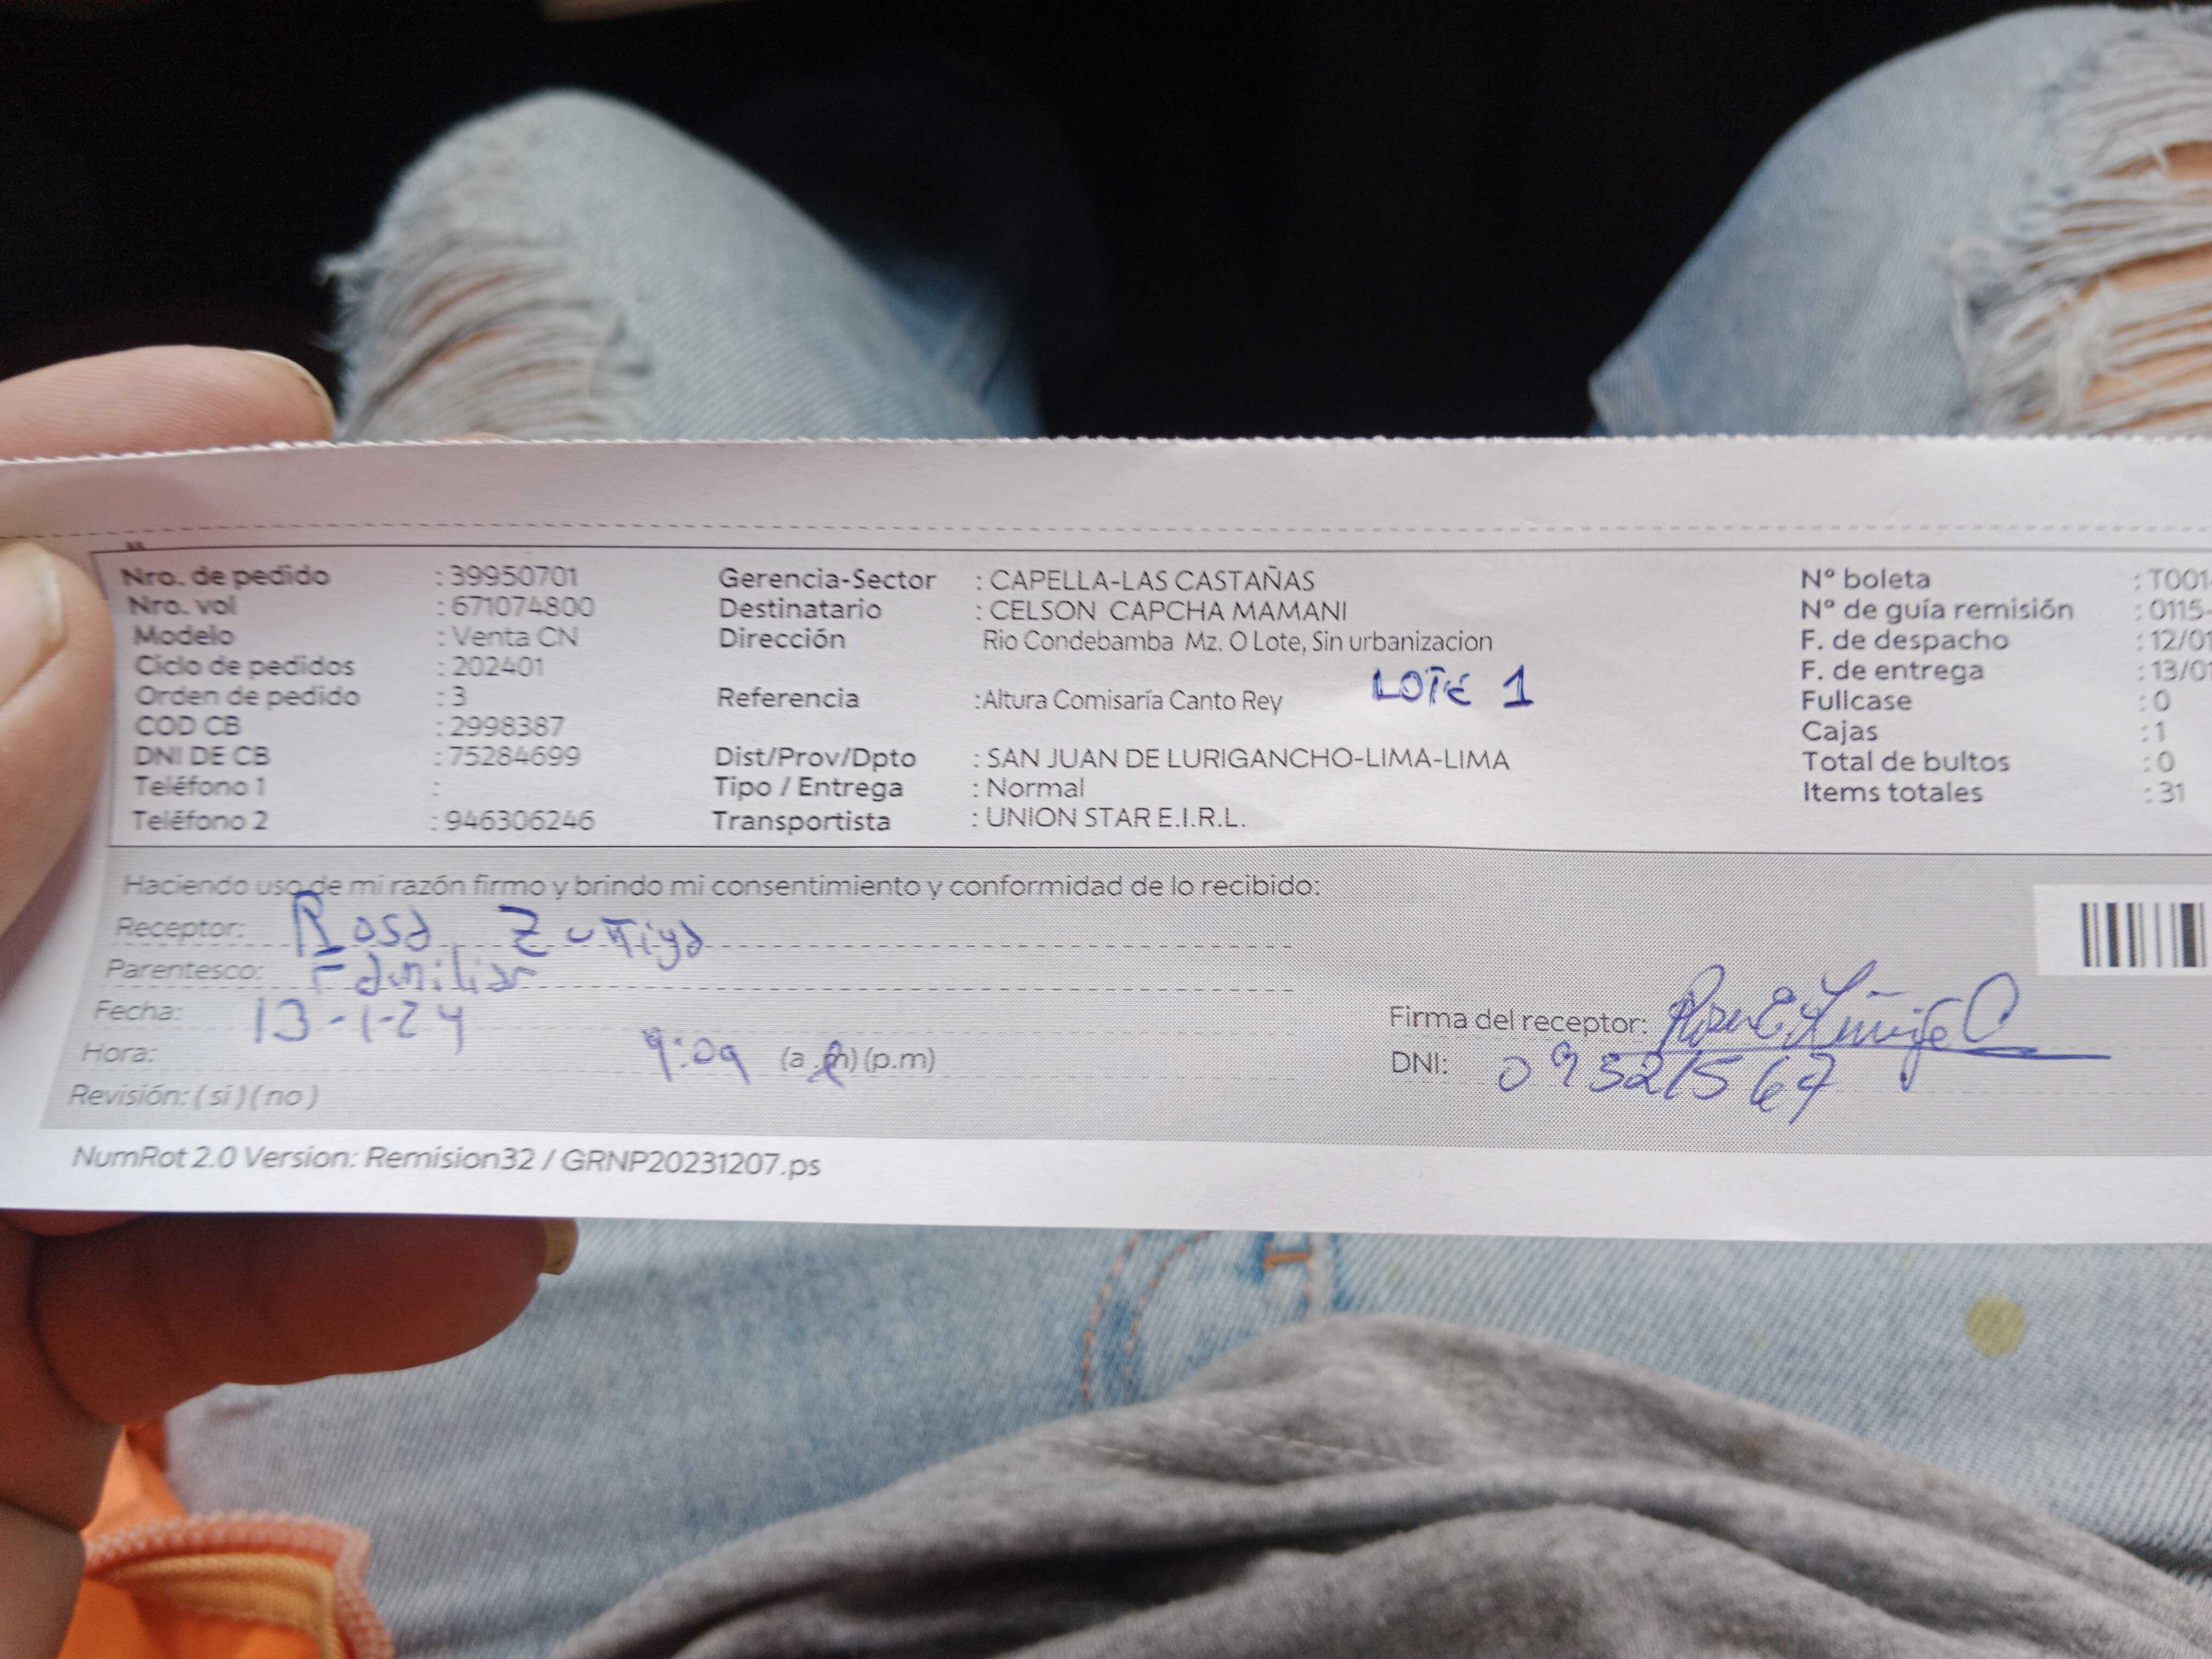 Nro. de pedido : 39950701 Gerencia-Sector : CAPELLA-LAS CASTAÑAS Nº boleta : T001-
Nro. vol : 671074800 Destinatario : CELSON CAPCHA MAMANI Nº de guía remisión : 0115-
Modelo : Venta CN Dirección Rio Condebamba Mz. O Lote, Sin urbanizacion F. de despacho : 12/01
Ciclo de pedidos : 202401 LOTE 1 F. de entrega : 13/01
Orden de pedido : 3 Referencia :Altura Comisaría Canto Rey Fullcase : 0
COD CB : 2998387 Cajas : 1
DNI DE CB : 75284699 Dist/Prov/Dpto : SAN JUAN DE LURIGANCHO-LIMA-LIMA Total de bultos : 0
Teléfono 1 : Tipo / Entrega : Normal Items totales : 31
Teléfono 2 : 946306246 Transportista : UNION STAR E.I.R.L.
Haciendo uso de mi razón firmo y brindo mi consentimiento y conformidad de lo recibido:
Receptor: Rosa Zuñiga
Parentesco: Familiar
Fecha: 13-1-24 Firma del receptor:
Hora: 9:09 (a.m) (p.m) DNI: 09321567
Revisión: ( si ) ( no )
NumRot 2.0 Version: Remision32 / GRNP20231207.ps